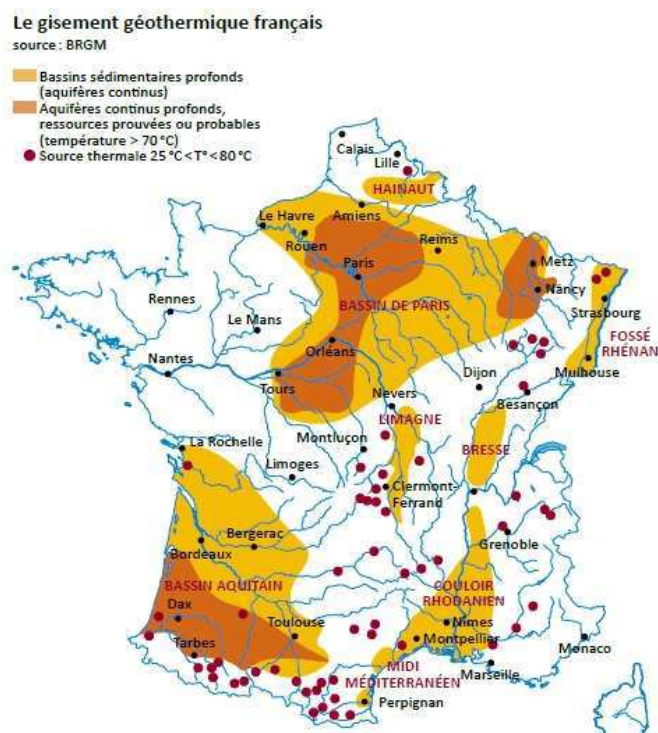 Le gisement géothermique français
source : BRGM
Bassins sédimentaires profonds
(aquifères continus)
Aquifères continus profonds,
ressources prouvées ou probables
(température > 70 °C)
Source thermale 25 °C < T° < 80 °C
Calais
Lille
HAINAUT
Amiens
Le Havre
Rouen
Reims
Metz
Paris
Nancy
Strasbourg
BASSIN DE PARIS
Rennes
Le Mans
FOSSÉ
RHÉNAN
Orléans
Mulhouse
Nantes
Tours
Dijon
Nevers
Besançon
LIMAGNE
La Rochelle
Montluçon
BRESSE
Limoges
Clermont-
Ferrand
Bergerac
Grenoble
Bordeaux
BASSIN AQUITAIN
COULOIR
RHODANIEN
Dax
Toulouse
Nîmes
Montpellier
Tarbes
Monaco
MIDI
MÉDITERRANÉEN
Marseille
Perpignan